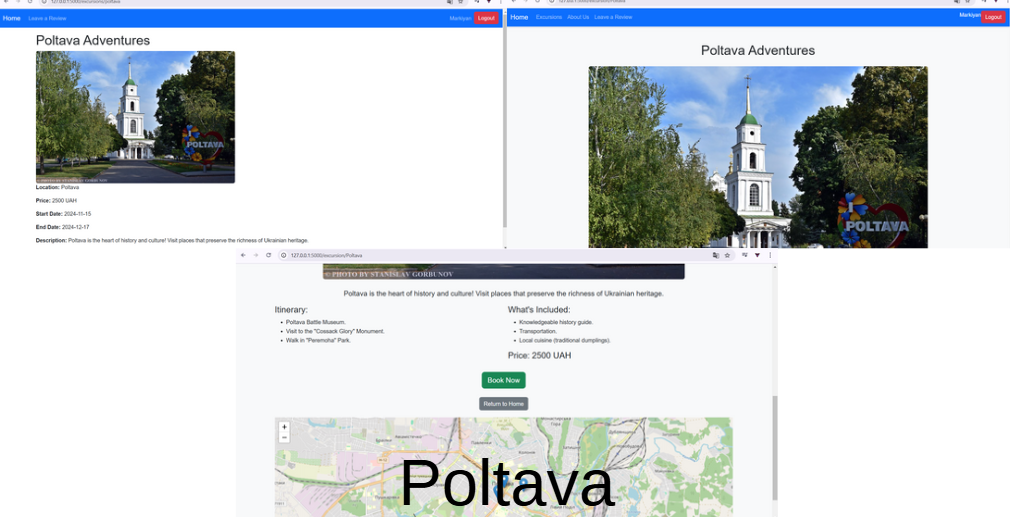 127.0.0.1:5000/excursions/poltava
Home Leave a Review Markiyan Logout
Poltava Adventures
POLTAVA
Location: Poltava
Price: 2500 UAH
Start Date: 2024-11-15
End Date: 2024-12-17
Description: Poltava is the heart of history and culture! Visit places that preserve the richness of Ukrainian heritage.
Home Excursions About Us Leave a Review Markiyan Logout
Poltava Adventures
POLTAVA
127.0.0.1:5000/excursion/Poltava
© PHOTO BY STANISLAV GORBUNOV
Poltava is the heart of history and culture! Visit places that preserve the richness of Ukrainian heritage.
Itinerary:
Poltava Battle Museum.
Visit to the "Cossack Glory" Monument.
Walk in "Peremoha" Park.
What's Included:
Knowledgeable history guide.
Transportation.
Local cuisine (traditional dumplings).
Price: 2500 UAH
Book Now
Return to Home
+
−
Poltava